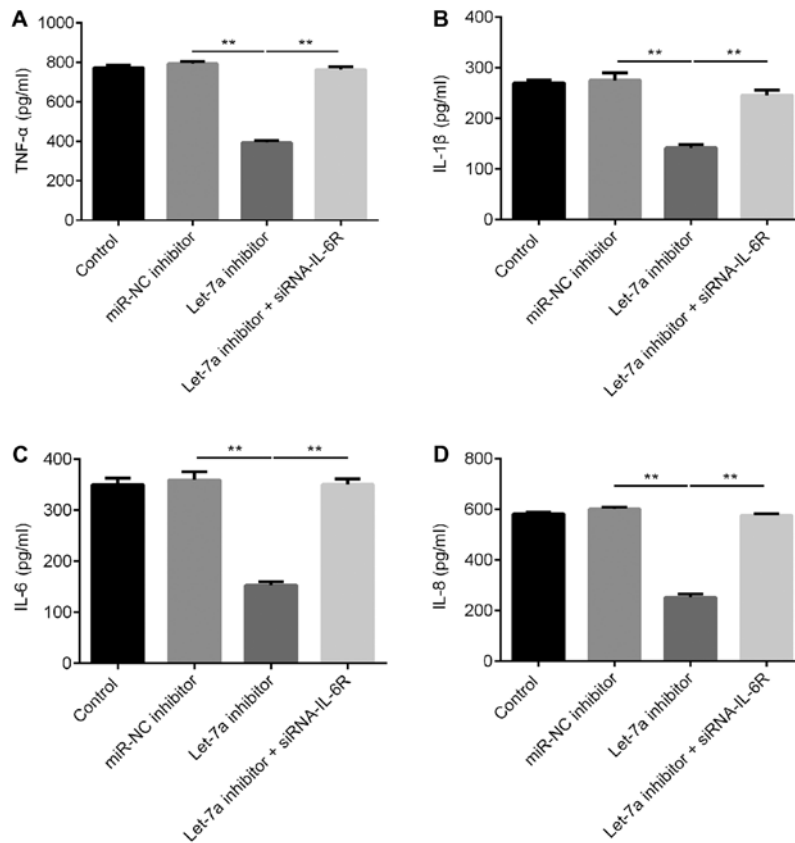 A
TNF-α (pg/ml)
1000
800
600
400
200
0
** **
Control
miR-NC inhibitor
Let-7a inhibitor
Let-7a inhibitor + siRNA-IL-6R
B
IL-1β (pg/ml)
400
300
200
100
0
** **
Control
miR-NC inhibitor
Let-7a inhibitor
Let-7a inhibitor + siRNA-IL-6R
C
IL-6 (pg/ml)
400
300
200
100
0
** **
Control
miR-NC inhibitor
Let-7a inhibitor
Let-7a inhibitor + siRNA-IL-6R
D
IL-8 (pg/ml)
800
600
400
200
0
** **
Control
miR-NC inhibitor
Let-7a inhibitor
Let-7a inhibitor + siRNA-IL-6R